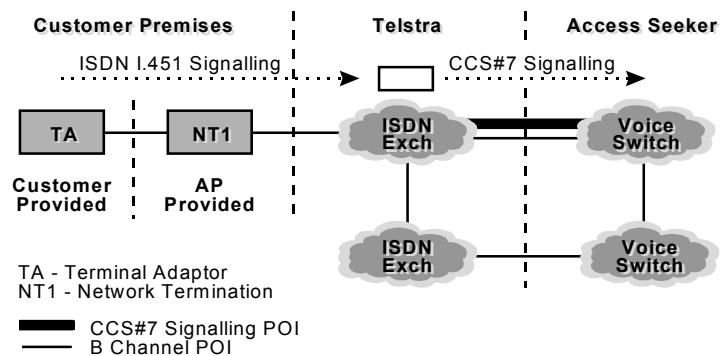 Customer Premises
Telstra
Access Seeker
ISDN I.451 Signalling
CCS#7 Signalling
TA
NT1
ISDN
Exch
Voice
Switch
Customer
Provided
AP
Provided
ISDN
Exch
Voice
Switch
TA - Terminal Adaptor
NT1 - Network Termination
CCS#7 Signalling POI
B Channel POI